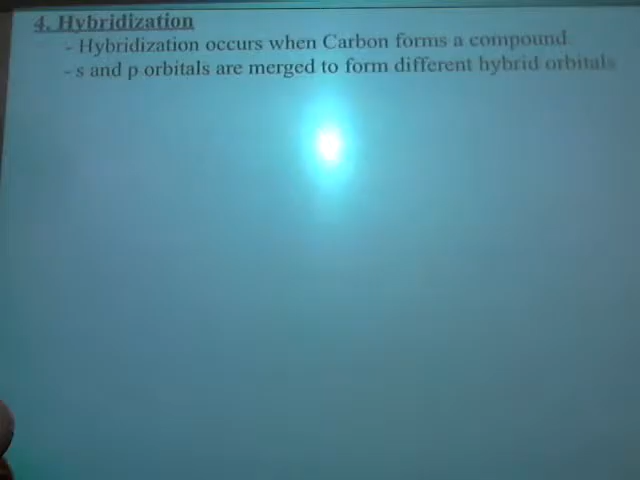 4. Hybridization
- Hybridization occurs when Carbon forms a compound
- s and p orbitals are merged to form different hybrid orbitals